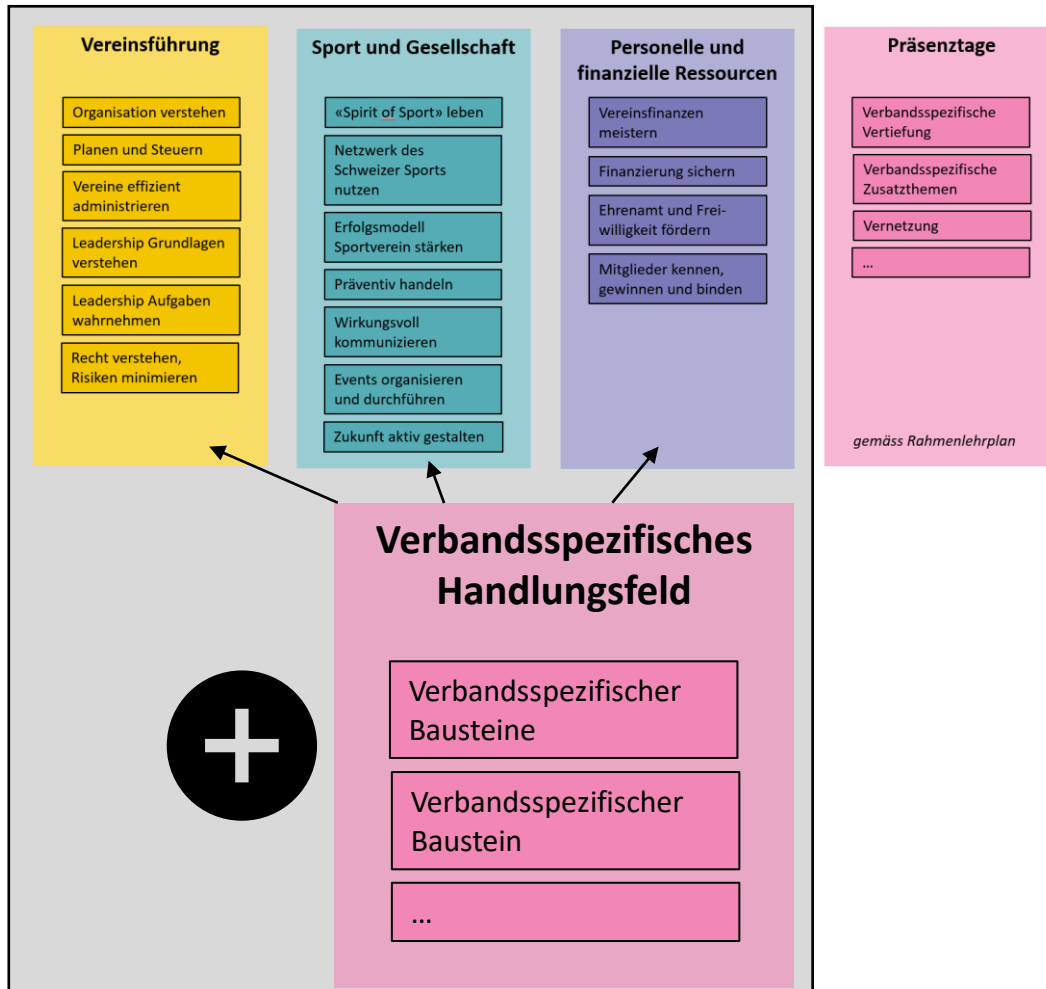 Vereinsführung
Organisation verstehen
Planen und Steuern
Vereine effizient
administrieren
Leadership Grundlagen
verstehen
Leadership Aufgaben
wahrnehmen
Recht verstehen,
Risiken minimieren
Sport und Gesellschaft
«Spirit of Sport» leben
Netzwerk des
Schweizer Sports
nutzen
Erfolgsmodell
Sportverein stärken
Präventiv handeln
Wirkungsvoll
kommunizieren
Events organisieren
und durchführen
Zukunft aktiv gestalten
Personelle und
finanzielle Ressourcen
Vereinsfinanzen
meistern
Finanzierung sichern
Ehrenamt und Frei-
willigkeit fördern
Mitglieder kennen,
gewinnen und binden
Präsenztage
Verbandsspezifische
Vertiefung
Verbandsspezifische
Zusatzthemen
Vernetzung
...
gemäss Rahmenlehrplan
Verbandsspezifisches
Handlungsfeld
Verbandsspezifischer
Bausteine
Verbandsspezifischer
Baustein
...